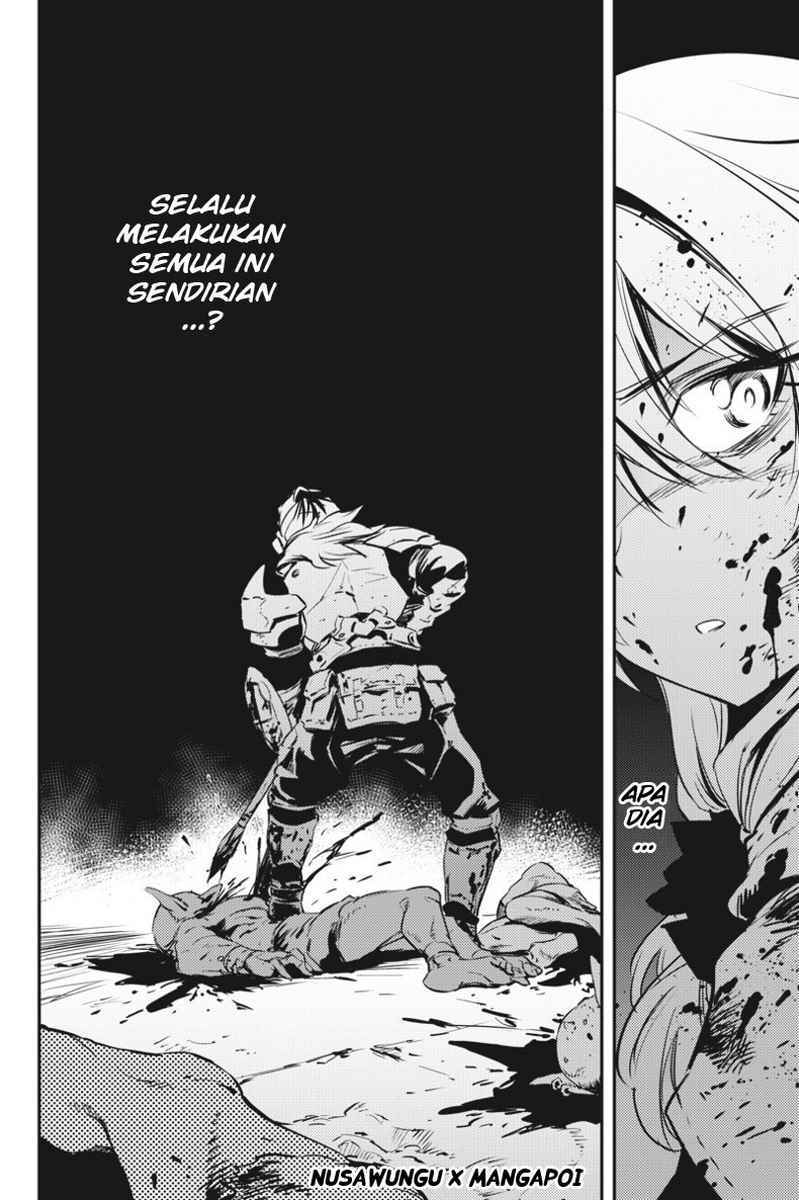 APA
DIA
...
SELALU
MELAKUKAN
SEMUA INI
SENDIRIAN
...?
NUSAWUNGU X MANGAPOI